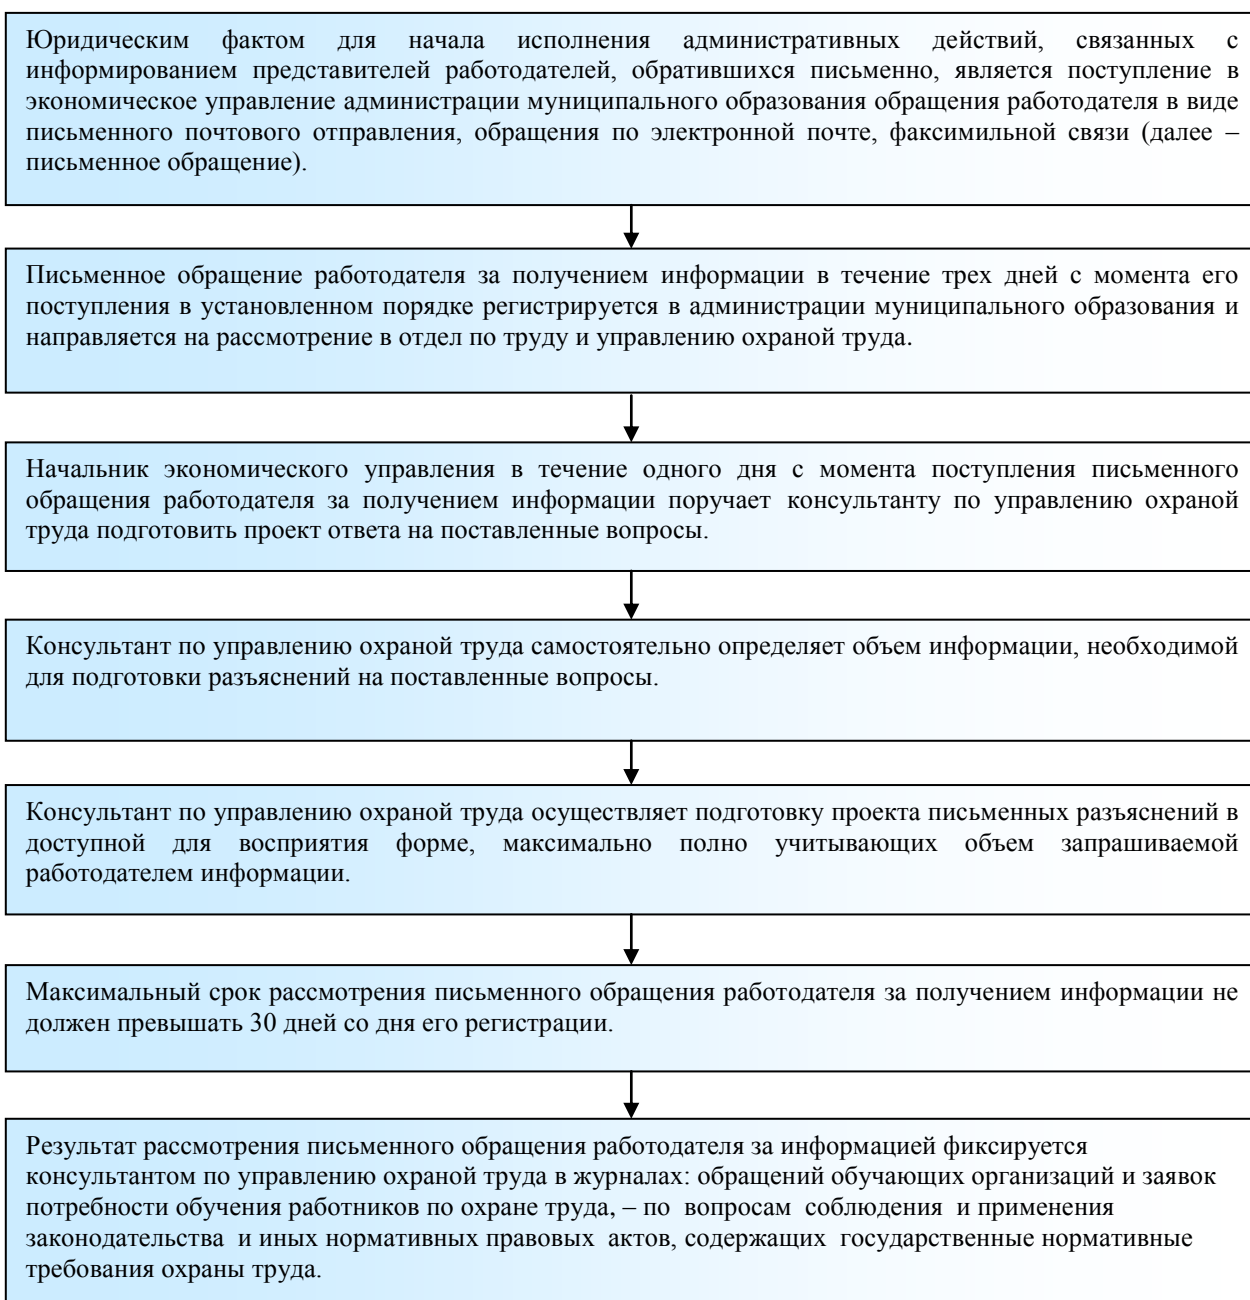 Юридическим фактом для начала исполнения административных действий, связанных с
информированием представителей работодателей, обратившихся письменно, является поступление в
экономическое управление администрации муниципального образования обращения работодателя в виде
письменного почтового отправления, обращения по электронной почте, факсимильной связи (далее –
письменное обращение).
Письменное обращение работодателя за получением информации в течение трех дней с момента его
поступления в установленном порядке регистрируется в администрации муниципального образования и
направляется на рассмотрение в отдел по труду и управлению охраной труда.
Начальник экономического управления в течение одного дня с момента поступления письменного
обращения работодателя за получением информации поручает консультанту по управлению охраной
труда подготовить проект ответа на поставленные вопросы.
Консультант по управлению охраной труда самостоятельно определяет объем информации, необходимой
для подготовки разъяснений на поставленные вопросы.
Консультант по управлению охраной труда осуществляет подготовку проекта письменных разъяснений в
доступной для восприятия форме, максимально полно учитывающих объем запрашиваемой
работодателем информации.
Максимальный срок рассмотрения письменного обращения работодателя за получением информации не
должен превышать 30 дней со дня его регистрации.
Результат рассмотрения письменного обращения работодателя за информацией фиксируется
консультантом по управлению охраной труда в журналах: обращений обучающих организаций и заявок
потребности обучения работников по охране труда, – по вопросам соблюдения и применения
законодательства и иных нормативных правовых актов, содержащих государственные нормативные
требования охраны труда.